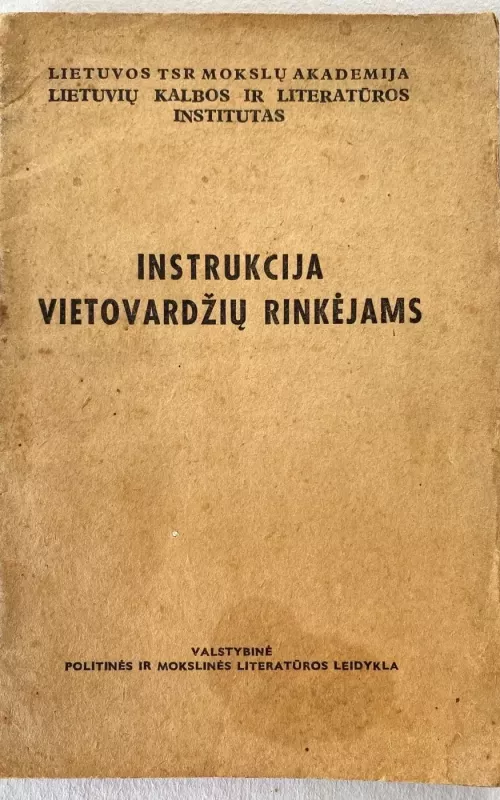 LIETUVOS TSR MOKSLŲ AKADEMIJA
LIETUVIŲ KALBOS IR LITERATŪROS
INSTITUTAS
INSTRUKCIJA
VIETOVARDŽIŲ RINKĖJAMS
VALSTYBINĖ
POLITINĖS IR MOKSLINĖS LITERATŪROS LEIDYKLA